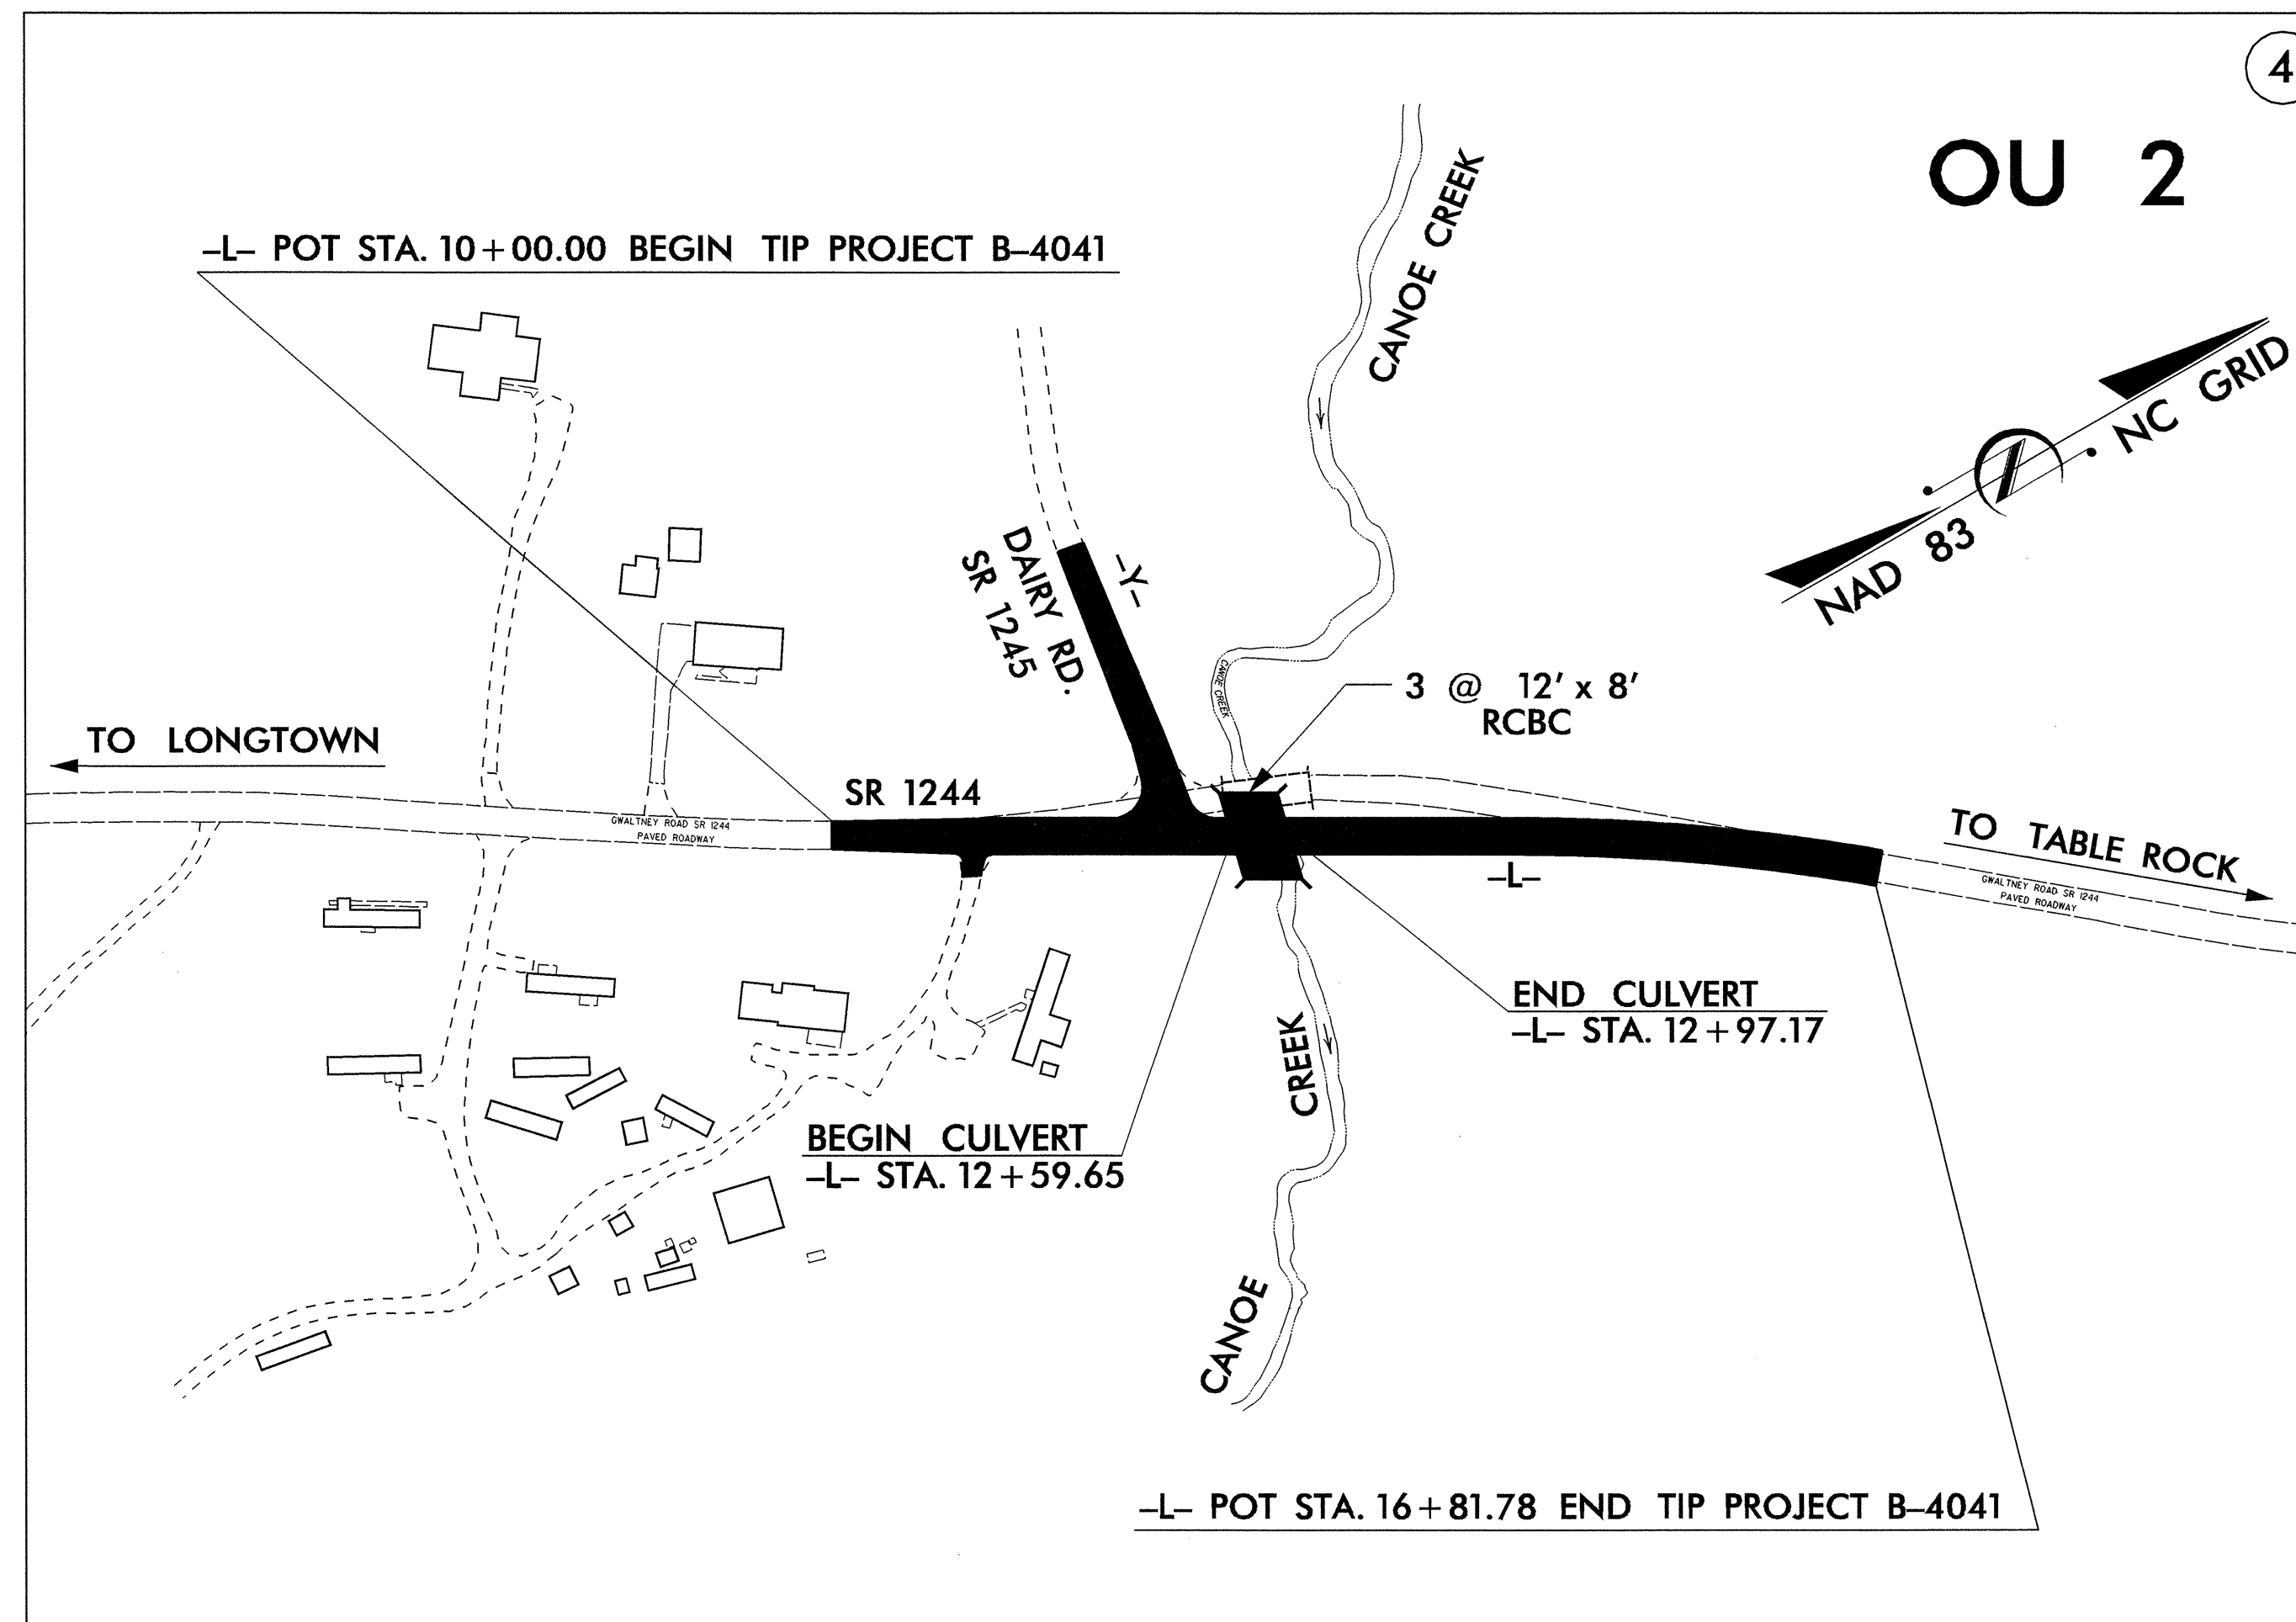 4
OU 2
–L– POT STA. 10+00.00 BEGIN TIP PROJECT B–4041
CANOE CREEK
NC GRID
NAD 83
–Y–
DAIRY RD.
SR 1245
CANOE CREEK
3 @ 12' x 8'
RCBC
TO LONGTOWN
SR 1244
GWALTNEY ROAD SR 1244
PAVED ROADWAY
TO TABLE ROCK
–L–
GWALTNEY ROAD SR 1244
PAVED ROADWAY
END CULVERT
–L– STA. 12+97.17
BEGIN CULVERT
–L– STA. 12+59.65
CANOE CREEK
–L– POT STA. 16+81.78 END TIP PROJECT B–4041